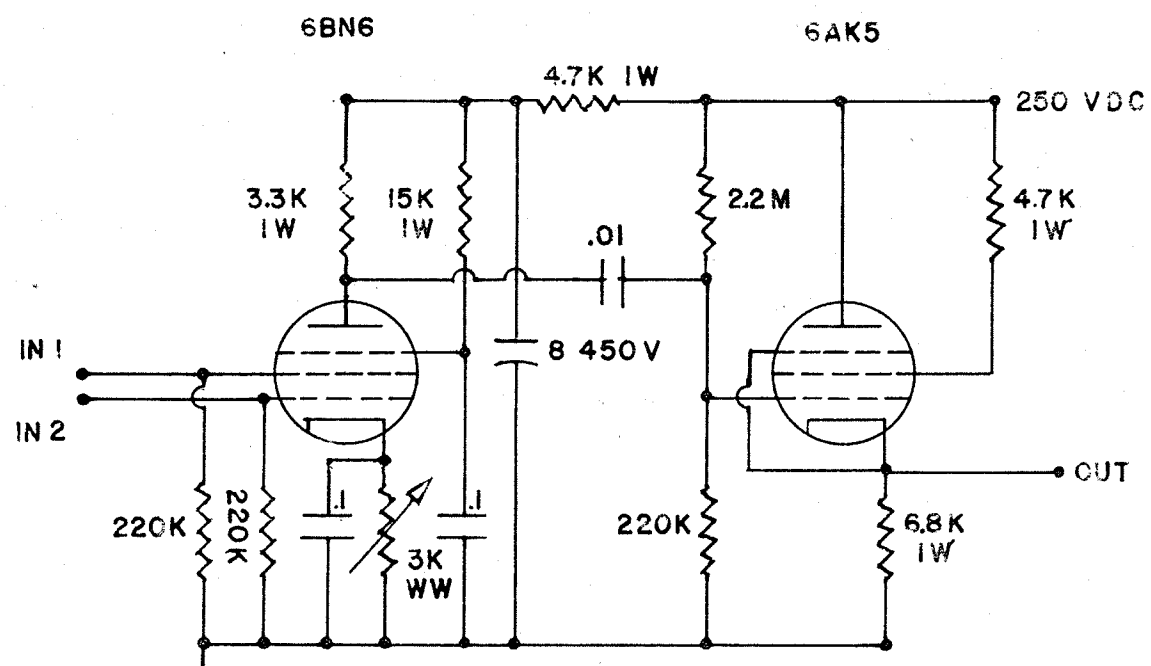 6BN6
6AK5
4.7K 1W
250 VDC
3.3K
1W
15K
1W
2.2M
4.7K
1W
.01
IN 1
8 450V
IN 2
OUT
220K
220K
.1
3K
WW
.1
220K
6.8K
1W